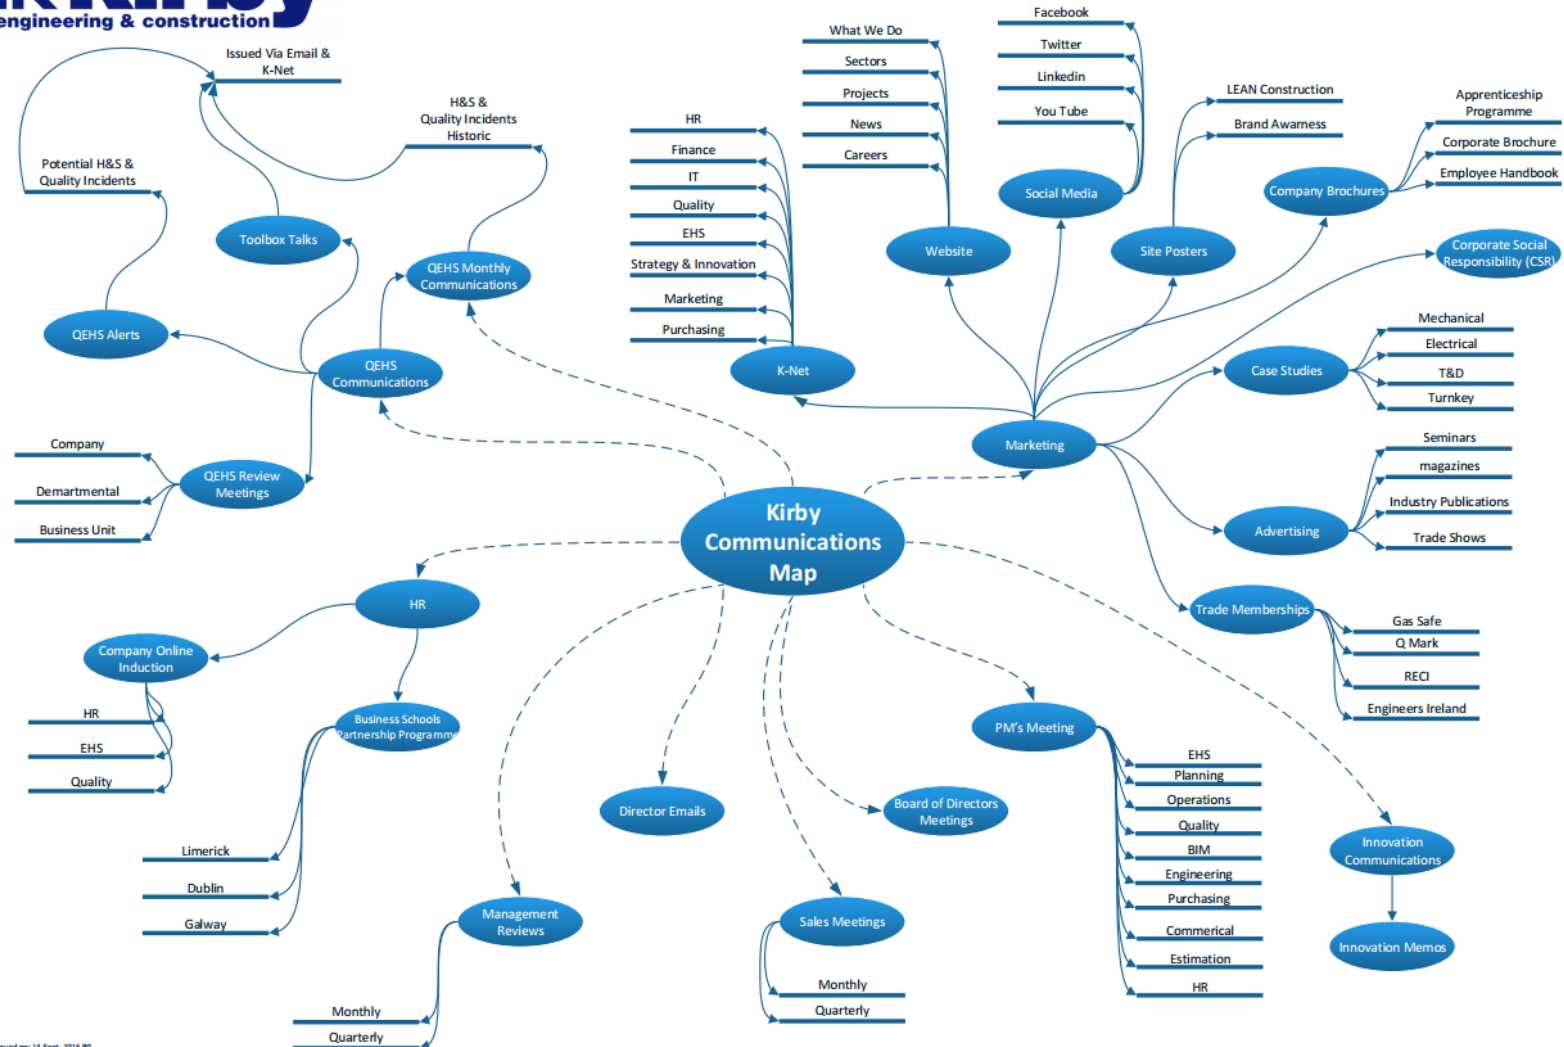 Kirby
engineering & construction
Issued Via Email &
K-Net
H&S &
Quality Incidents
Historic
Potential H&S &
Quality Incidents
Toolbox Talks
QEHS Monthly
Communications
QEHS Alerts
QEHS
Communications
Company
Demartmental
Business Unit
QEHS Review
Meetings
HR
Finance
IT
Quality
EHS
Strategy & Innovation
Marketing
Purchasing
K-Net
What We Do
Sectors
Projects
News
Careers
Website
Facebook
Twitter
Linkedin
You Tube
Social Media
LEAN Construction
Brand Awarness
Site Posters
Apprenticeship
Programme
Corporate Brochure
Employee Handbook
Company Brochures
Corporate Social
Responsibility (CSR)
Marketing
Case Studies
Mechanical
Electrical
T&D
Turnkey
Advertising
Seminars
magazines
Industry Publications
Trade Shows
Trade Memberships
Gas Safe
Q Mark
RECI
Engineers Ireland
Kirby
Communications
Map
HR
Company Online
Induction
HR
EHS
Quality
Business Schools
Partnership Programme
Limerick
Dublin
Galway
Management
Reviews
Monthly
Quarterly
Director Emails
Sales Meetings
Monthly
Quarterly
Board of Directors
Meetings
PM's Meeting
EHS
Planning
Operations
Quality
BIM
Engineering
Purchasing
Commerical
Estimation
HR
Innovation
Communications
Innovation Memos